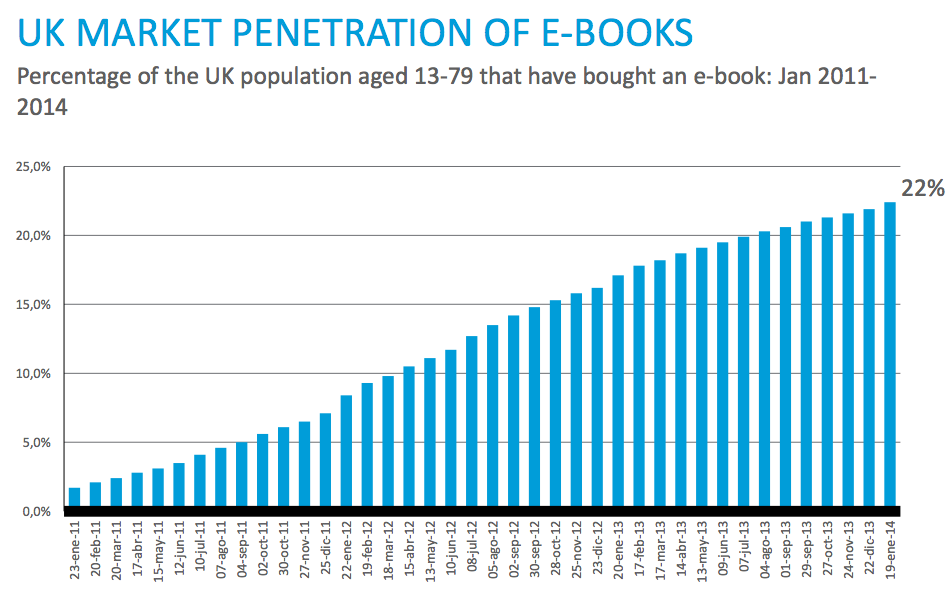 UK MARKET PENETRATION OF E-BOOKS
Percentage of the UK population aged 13-79 that have bought an e-book: Jan 2011-
2014
25,0%
22%
20,0%
15,0%
10,0%
5,0%
0,0%
23-ene-11
20-feb-11
20-mar-11
17-abr-11
15-may-11
12-jun-11
10-jul-11
07-ago-11
04-sep-11
02-oct-11
30-oct-11
27-nov-11
25-dic-11
22-ene-12
19-feb-12
18-mar-12
15-abr-12
13-may-12
10-jun-12
08-jul-12
05-ago-12
02-sep-12
30-sep-12
28-oct-12
25-nov-12
23-dic-12
20-ene-13
17-feb-13
17-mar-13
14-abr-13
13-may-13
09-jun-13
07-jul-13
04-ago-13
01-sep-13
29-sep-13
27-oct-13
24-nov-13
22-dic-13
19-ene-14